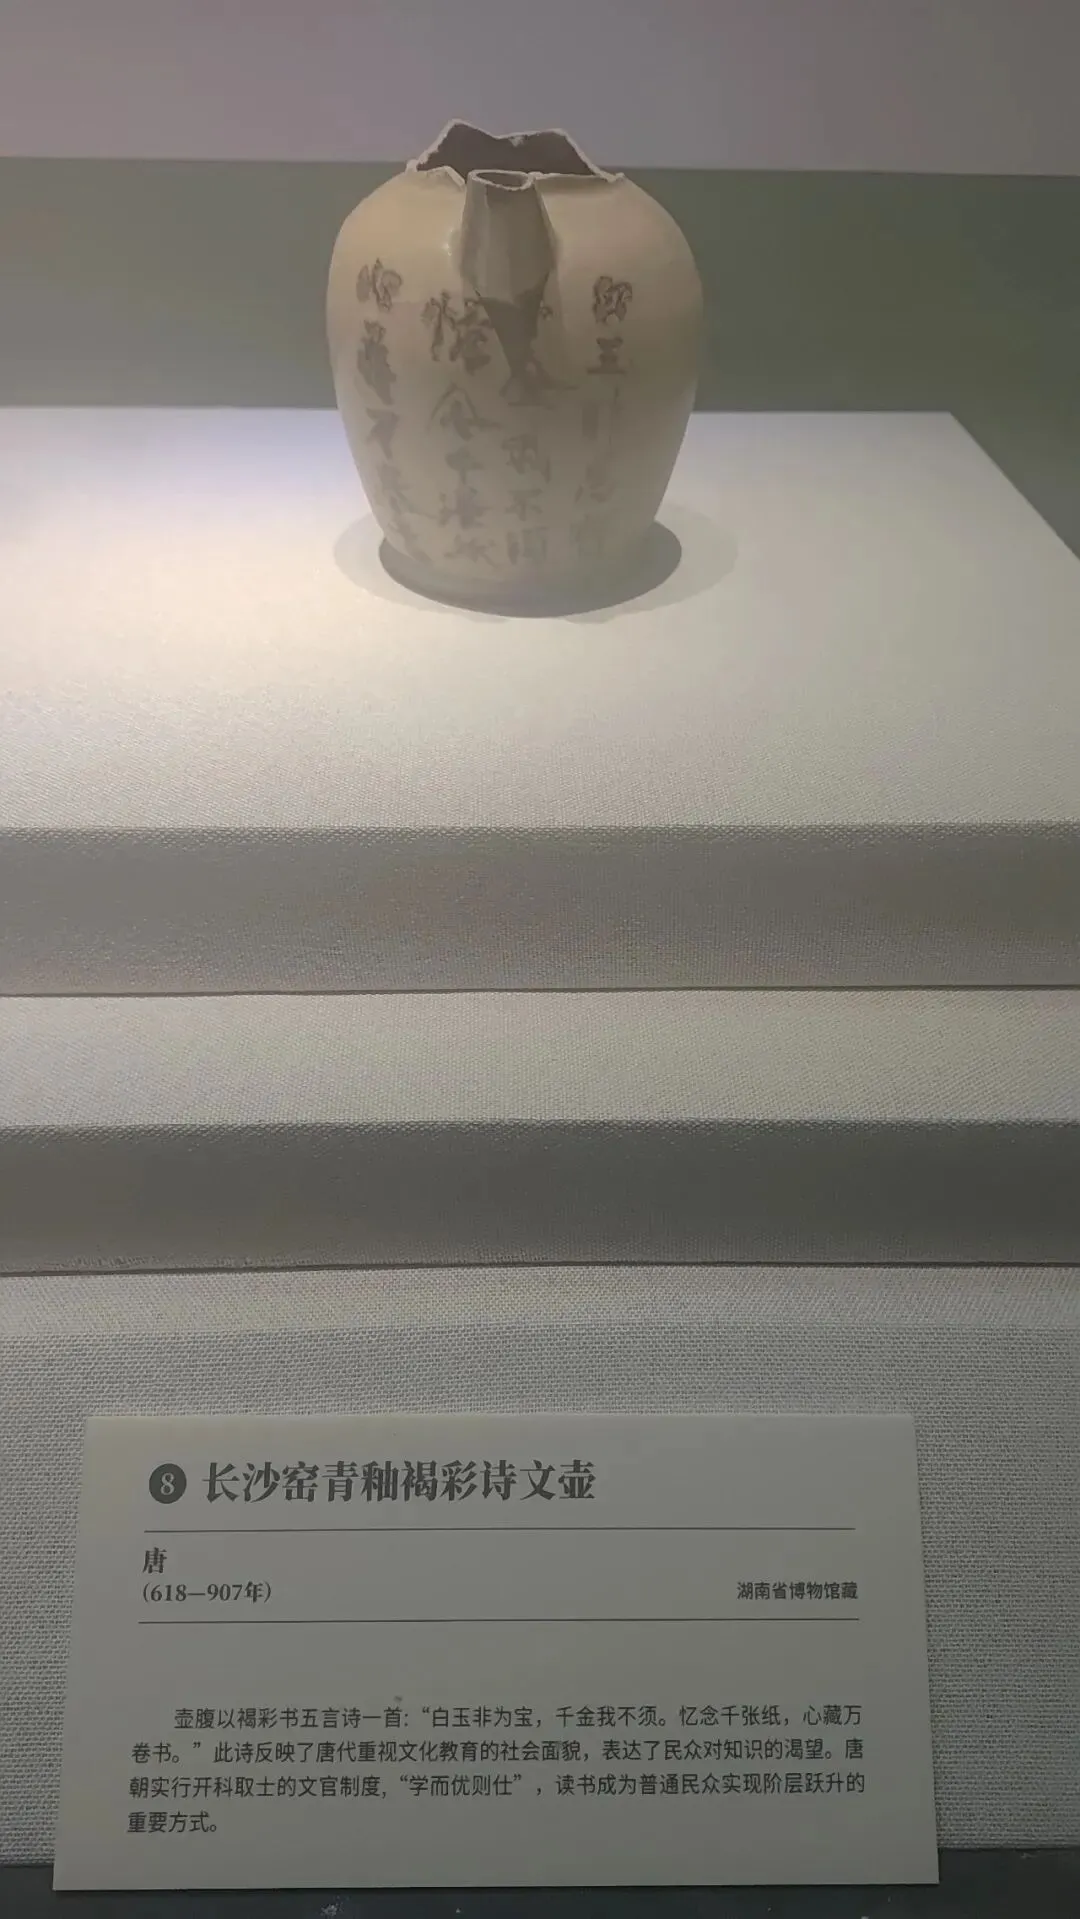 8 长沙窑青釉褐彩诗文壶
唐
(618—907年)
湖南省博物馆藏
壶腹以褐彩书五言诗一首:“白玉非为宝，千金我不须。忆念千张纸，心藏万
卷书。”此诗反映了唐代重视文化教育的社会面貌，表达了民众对知识的渴望。唐
朝实行开科取士的文官制度,“学而优则仕”，读书成为普通民众实现阶层跃升的
重要方式。